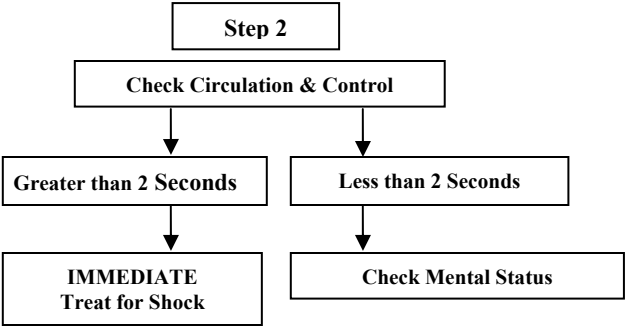 Step 2
Check Circulation & Control
Greater than 2 Seconds
Less than 2 Seconds
IMMEDIATE
Treat for Shock
Check Mental Status